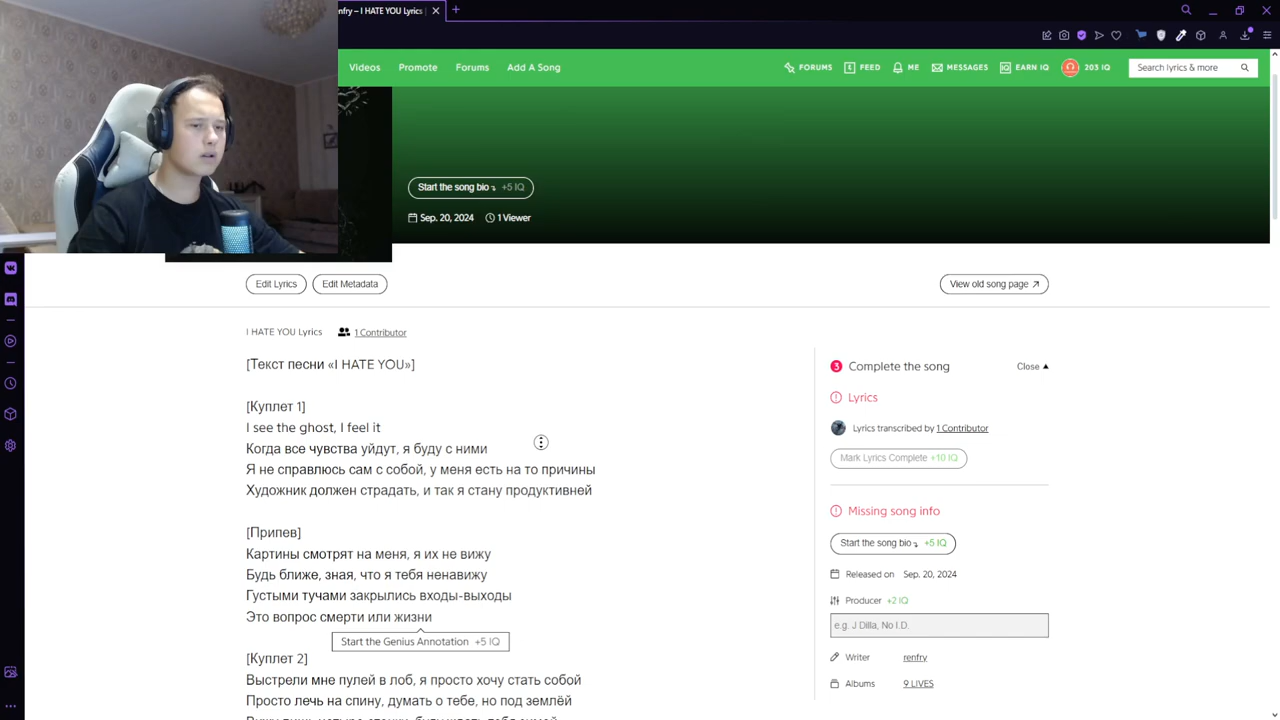 nfry – I HATE YOU Lyrics |
Videos
Promote
Forums
Add A Song
FORUMS
FEED
ME
MESSAGES
EARN IQ
203 IQ
Search lyrics & more
Start the song bio +5 IQ
Sep. 20, 2024
1 Viewer
Edit Lyrics
Edit Metadata
View old song page
I HATE YOU Lyrics
1 Contributor
[Текст песни «I HATE YOU»]
[Куплет 1]
I see the ghost, I feel it
Когда все чувства уйдут, я буду с ними
Я не справлюсь сам с собой, у меня есть на то причины
Художник должен страдать, и так я стану продуктивней
[Припев]
Картины смотрят на меня, я их не вижу
Будь ближе, зная, что я тебя ненавижу
Густыми тучами закрылись входы-выходы
Это вопрос смерти или жизни
Start the Genius Annotation +5 IQ
[Куплет 2]
Выстрели мне пулей в лоб, я просто хочу стать собой
Просто лечь на спину, думать о тебе, но под землёй
3 Complete the song
Close
Lyrics
Lyrics transcribed by 1 Contributor
Mark Lyrics Complete +10 IQ
Missing song info
Start the song bio +5 IQ
Released on Sep. 20, 2024
Producer +2 IQ
e.g. J Dilla, No I.D.
Writer renfry
Albums 9 LIVES